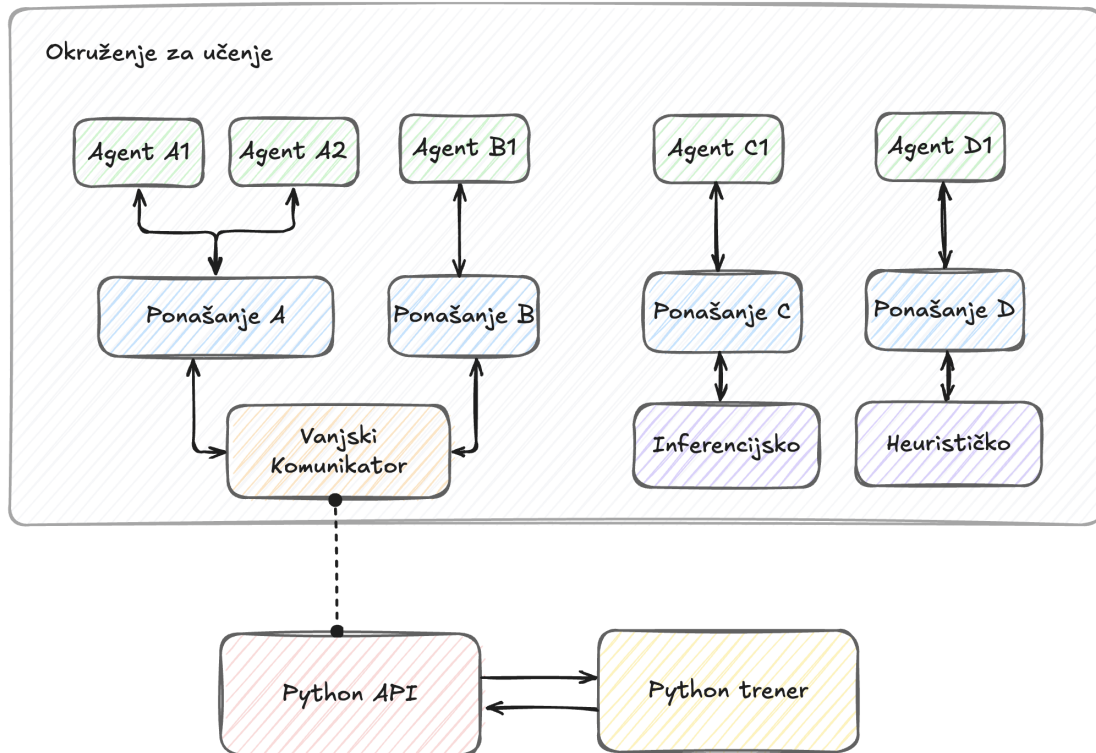 Okruženje za učenje
Agent A1
Agent A2
Agent B1
Agent C1
Agent D1
Ponašanje A
Ponašanje B
Ponašanje C
Ponašanje D
Vanjski
Komunikator
Inferencijsko
Heurističko
Python API
Python trener